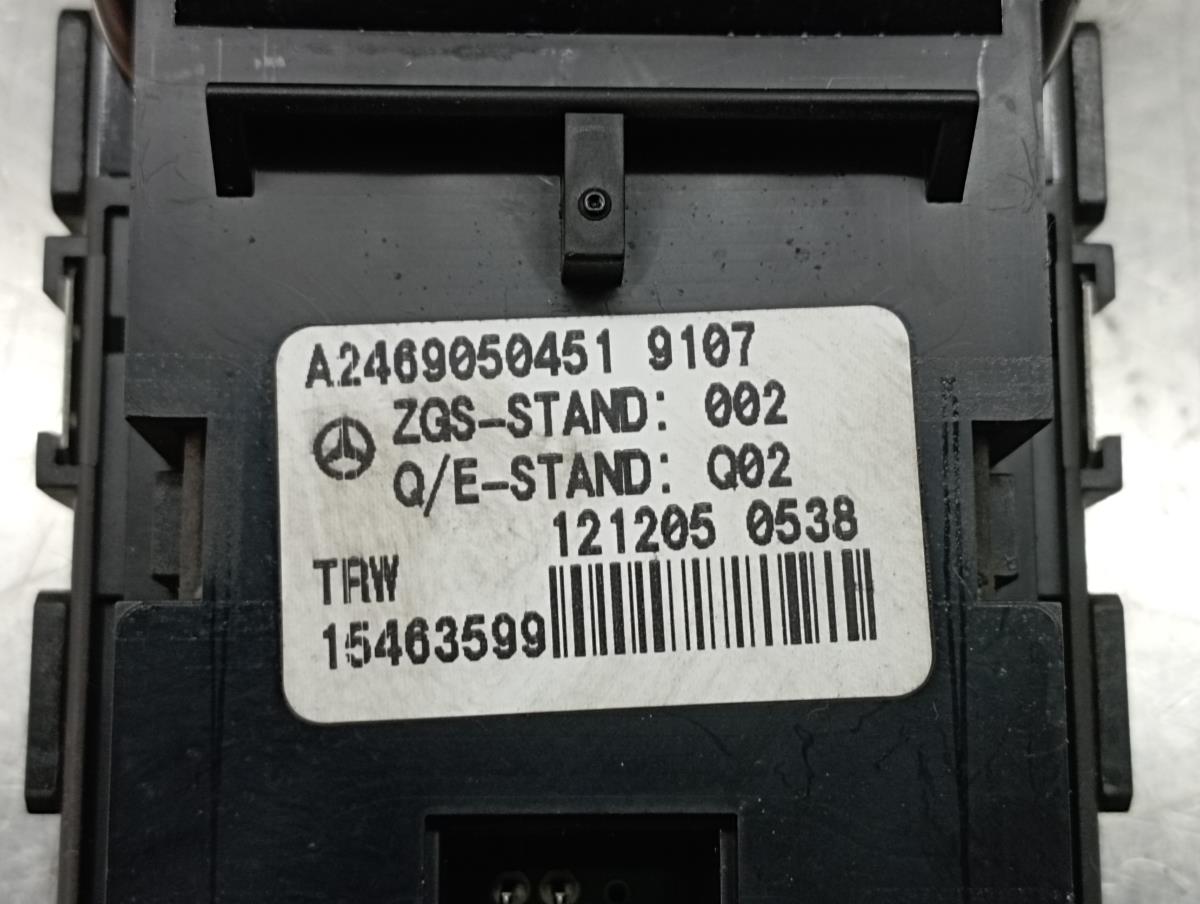 A2469050451 9107
ZGS-STAND: 002
Q/E-STAND: Q02
121205 0538
TRW
15463599